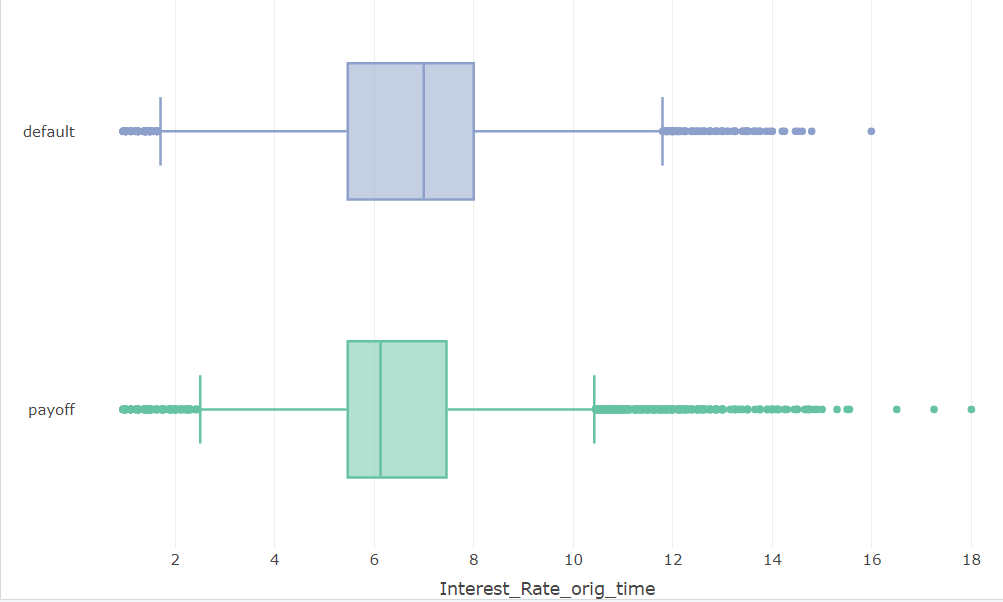 default
payoff
2 4 6 8 10 12 14 16 18
Interest_Rate_orig_time